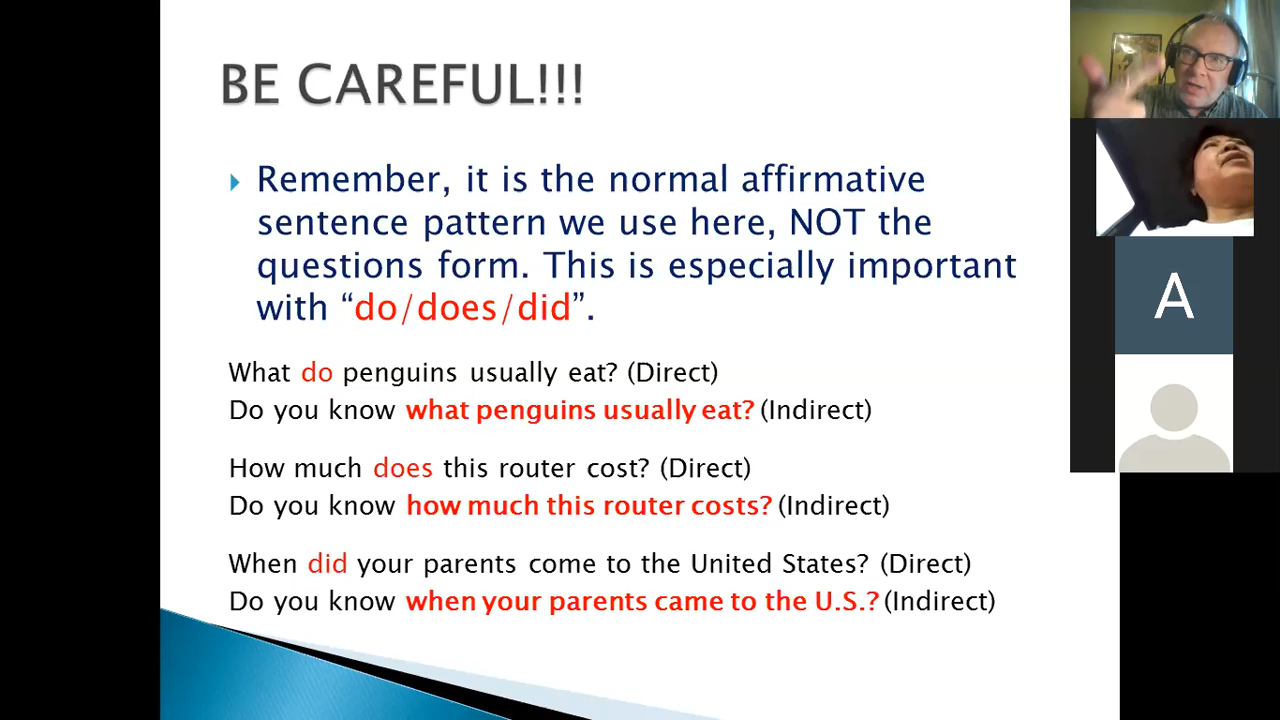 BE CAREFUL!!!
Remember, it is the normal affirmative
sentence pattern we use here, NOT the
questions form. This is especially important
with “do/does/did”.
What do penguins usually eat? (Direct)
Do you know what penguins usually eat? (Indirect)
How much does this router cost? (Direct)
Do you know how much this router costs? (Indirect)
When did your parents come to the United States? (Direct)
Do you know when your parents came to the U.S.? (Indirect)
A